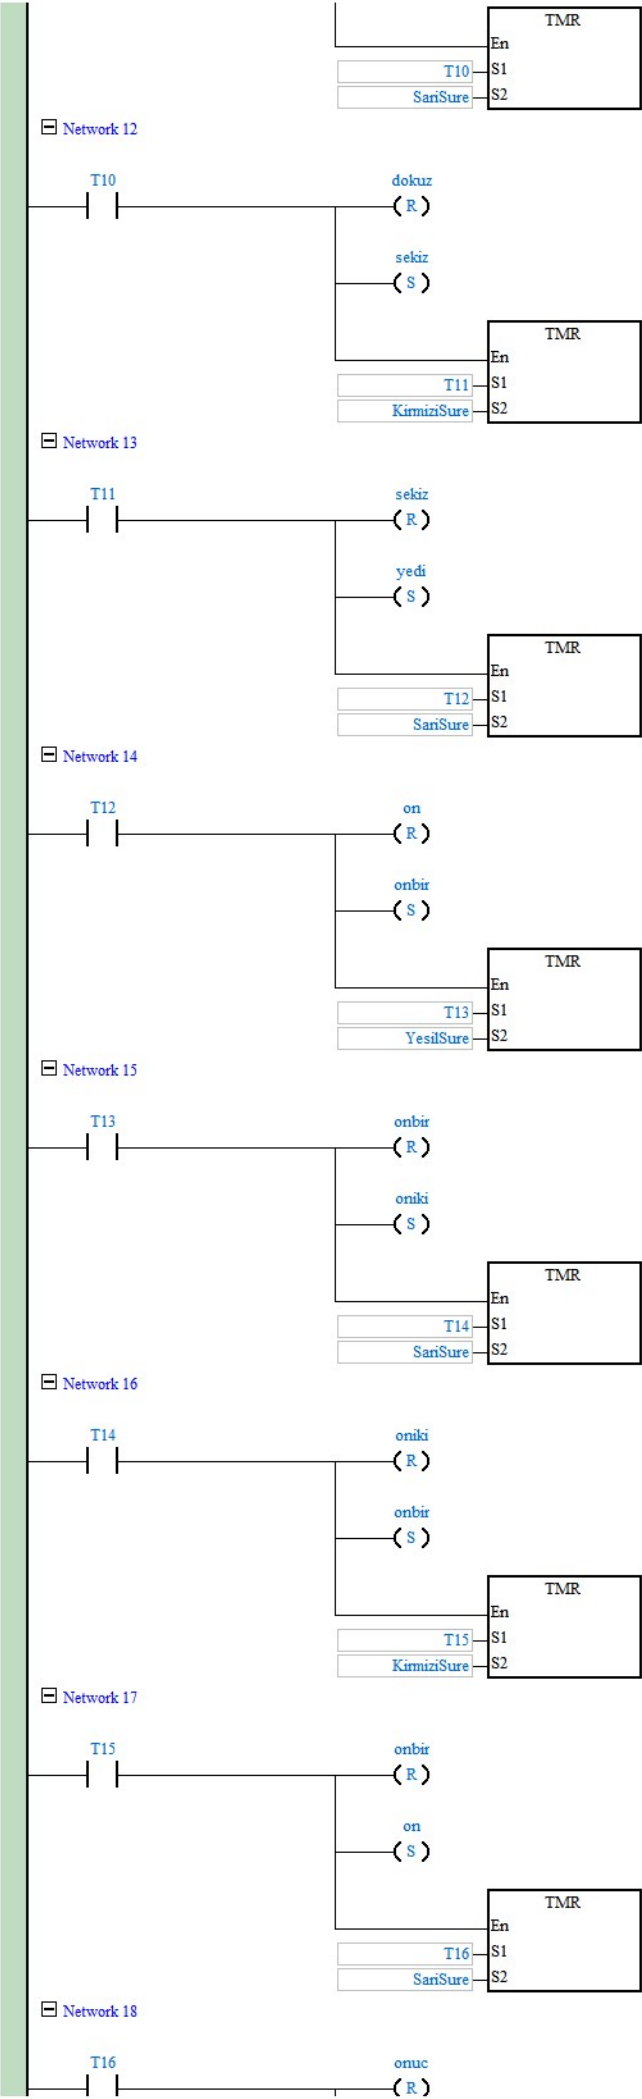 TMR
En
T10 S1
SariSure S2
Network 12
T10 dokuz
R
sekiz
S
TMR
En
T11 S1
KirmiziSure S2
Network 13
T11 sekiz
R
yedi
S
TMR
En
T12 S1
SariSure S2
Network 14
T12 on
R
onbir
S
TMR
En
T13 S1
YesilSure S2
Network 15
T13 onbir
R
oniki
S
TMR
En
T14 S1
SariSure S2
Network 16
T14 oniki
R
onbir
S
TMR
En
T15 S1
KirmiziSure S2
Network 17
T15 onbir
R
on
S
TMR
En
T16 S1
SariSure S2
Network 18
T16 onuc
R